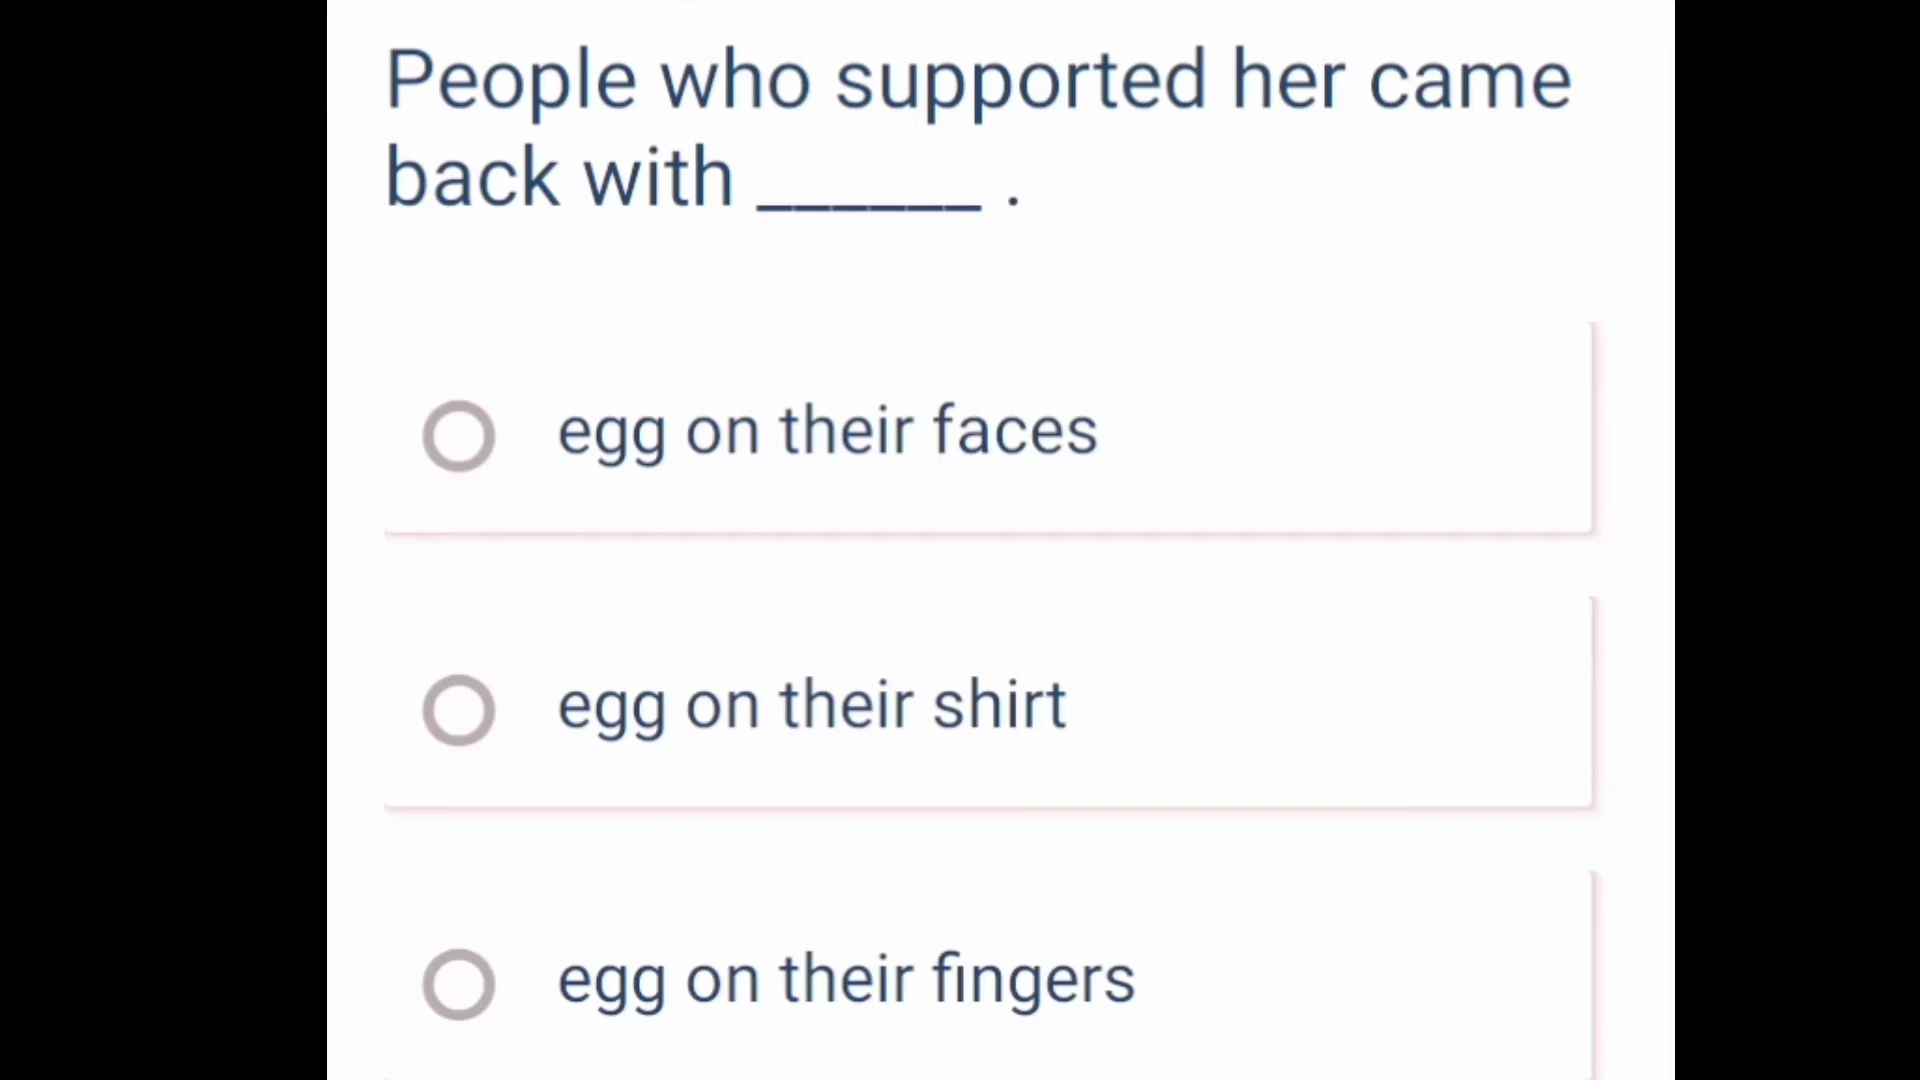 People who supported her came
back with ______ .
egg on their faces
egg on their shirt
egg on their fingers